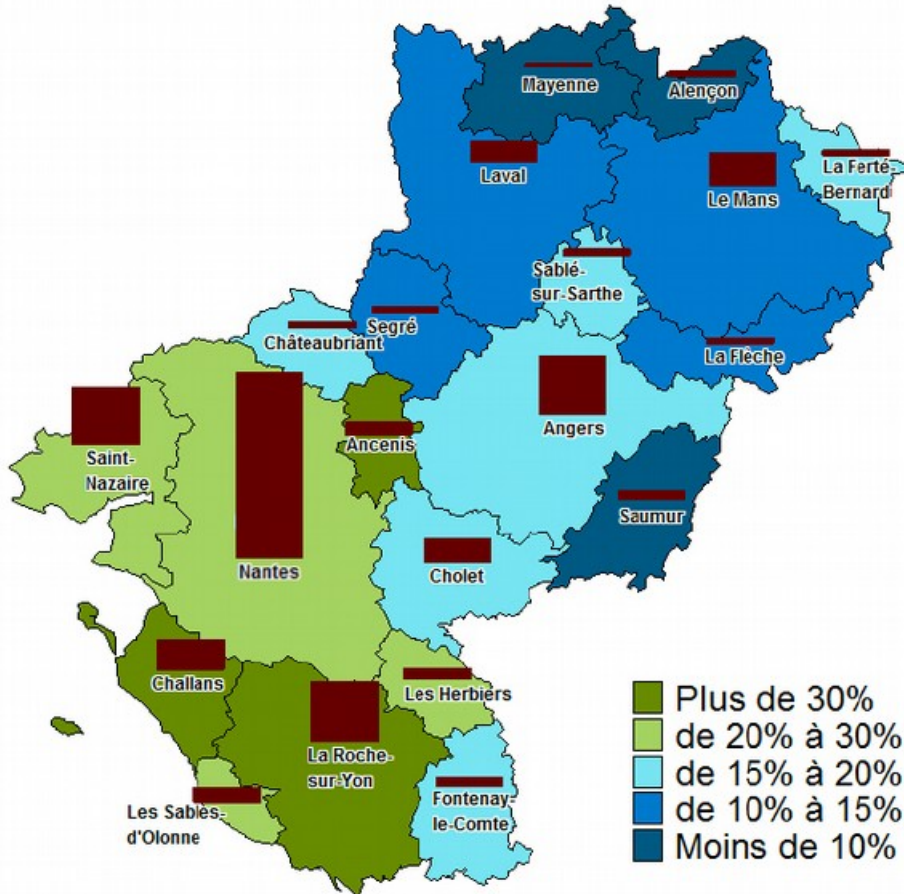 Mayenne
Alençon
Laval
Le Mans
La Ferté-
Bernard
Sablé-
sur-Sarthe
Segré
Châteaubriant
La Flèche
Ancenis
Angers
Saint-
Nazaire
Saumur
Nantes
Cholet
Challans
Les Herbiers
La Roche-
sur-Yon
Les Sables-
d'Olonne
Fontenay-
le-Comte
Plus de 30%
de 20% à 30%
de 15% à 20%
de 10% à 15%
Moins de 10%